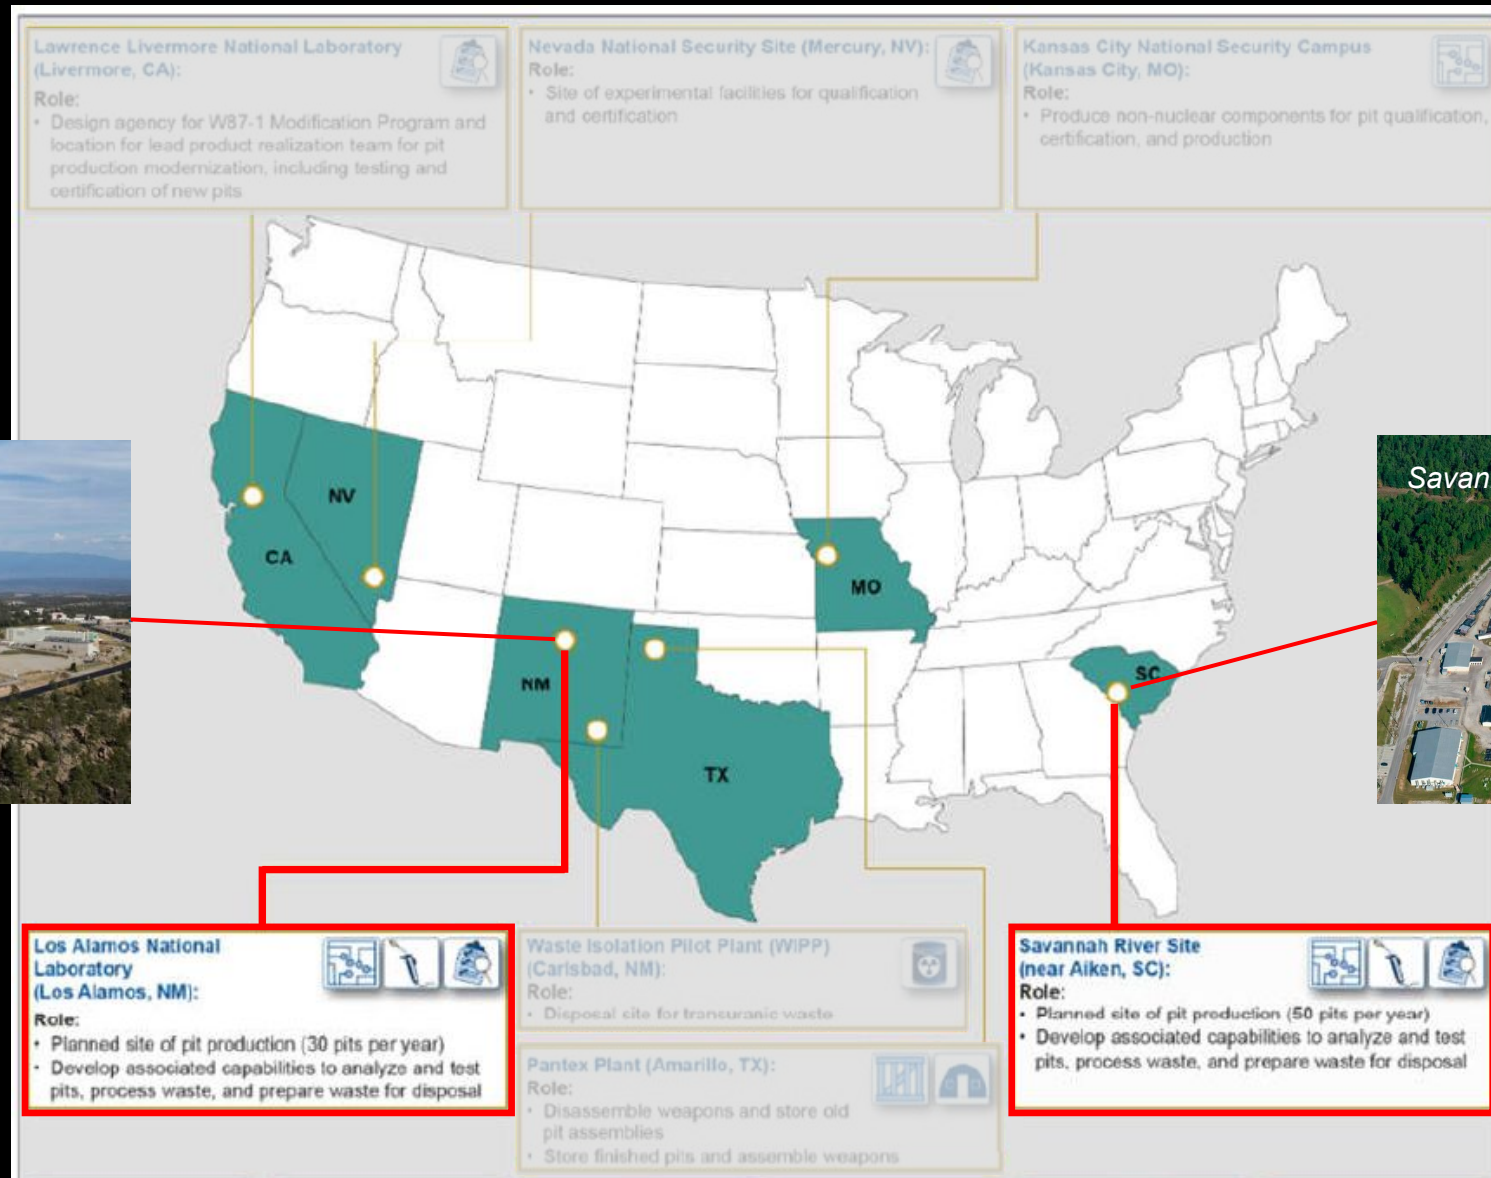 Lawrence Livermore National Laboratory
(Livermore, CA):
Role:
• Design agency for W87-1 Modification Program and
location for lead product realization team for pit
production modernization, including testing and
certification of new pits
Nevada National Security Site (Mercury, NV):
Role:
• Site of experimental facilities for qualification
and certification
Kansas City National Security Campus
(Kansas City, MO):
Role:
• Produce non-nuclear components for pit qualification,
certification, and production
NV
CA
NM
TX
MO
SC
Savan
Los Alamos National
Laboratory
(Los Alamos, NM):
Role:
• Planned site of pit production (30 pits per year)
• Develop associated capabilities to analyze and test
pits, process waste, and prepare waste for disposal
Waste Isolation Pilot Plant (WIPP)
(Carlsbad, NM):
Role:
• Disposal site for transuranic waste
Pantex Plant (Amarillo, TX):
Role:
• Disassemble weapons and store old
pit assemblies
• Store finished pits and assemble weapons
Savannah River Site
(near Aiken, SC):
Role:
• Planned site of pit production (50 pits per year)
• Develop associated capabilities to analyze and test
pits, process waste, and prepare waste for disposal